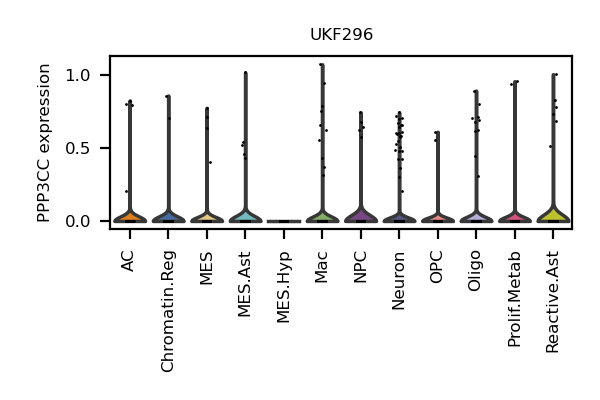 UKF296
PPP3CC expression
1.0
0.5
0.0
AC
Chromatin.Reg
MES
MES.Ast
MES.Hyp
Mac
NPC
Neuron
OPC
Oligo
Prolif.Metab
Reactive.Ast